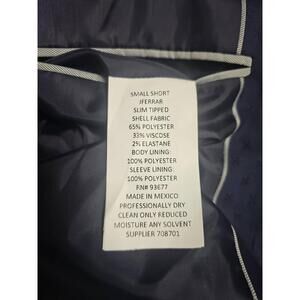 SMALL SHORT
JFERRAR
SLIM TIPPED
SHELL FABRIC
65% POLYESTER
33% VISCOSE
2% ELASTANE
BODY LINING:
100% POLYESTER
SLEEVE LINING:
100% POLYESTER
RN# 93677
MADE IN MEXICO
PROFESSIONALLY DRY
CLEAN ONLY REDUCED
MOISTURE ANY SOLVENT
SUPPLIER 708701